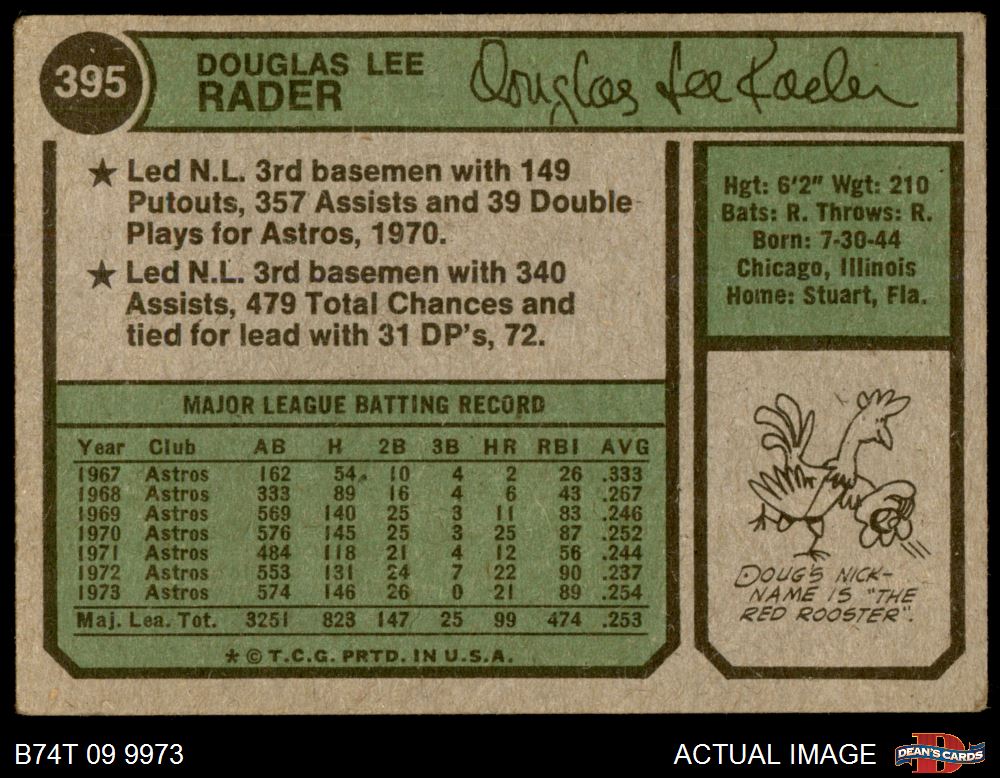 395
DOUGLAS LEE
RADER
Douglas Lee Rader
★ Led N.L. 3rd basemen with 149
Putouts, 357 Assists and 39 Double
Plays for Astros, 1970.
★ Led N.L. 3rd basemen with 340
Assists, 479 Total Chances and
tied for lead with 31 DP's, 72.
Hgt: 6'2" Wgt: 210
Bats: R. Throws: R.
Born: 7-30-44
Chicago, Illinois
Home: Stuart, Fla.
MAJOR LEAGUE BATTING RECORD
Year Club AB H 2B 3B HR RBI AVG
1967 Astros 162 54 10 4 2 26 .333
1968 Astros 333 89 16 4 6 43 .267
1969 Astros 569 140 25 3 11 83 .246
1970 Astros 576 145 25 3 25 87 .252
1971 Astros 484 118 21 4 12 56 .244
1972 Astros 553 131 24 7 22 90 .237
1973 Astros 574 146 26 0 21 89 .254
Maj. Lea. Tot. 3251 823 147 25 99 474 .253
* © T.C.G. PRTD. IN U.S.A.
DOUG'S NICK-
NAME IS "THE
RED ROOSTER".
B74T 09 9973
ACTUAL IMAGE
DEAN'S CARDS